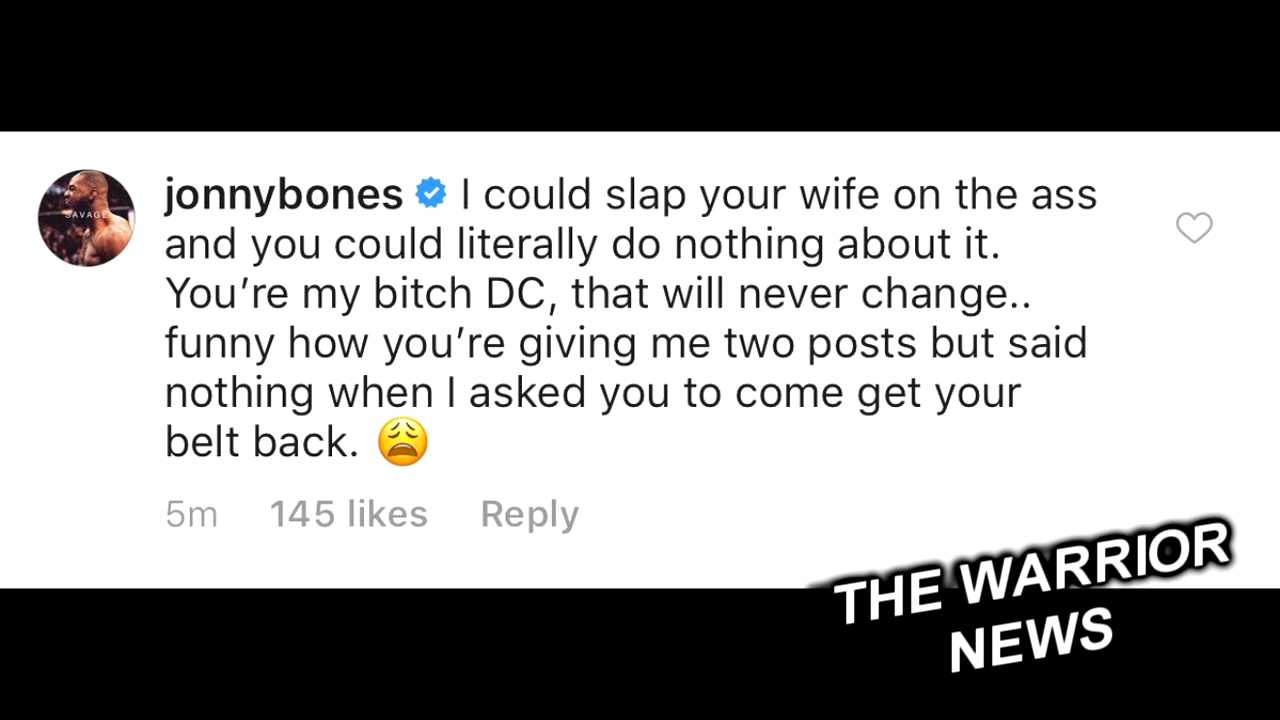 SAVAGE
jonnybones I could slap your wife on the ass
and you could literally do nothing about it.
You’re my bitch DC, that will never change..
funny how you’re giving me two posts but said
nothing when I asked you to come get your
belt back. 😩
5m 145 likes Reply
THE WARRIOR
NEWS